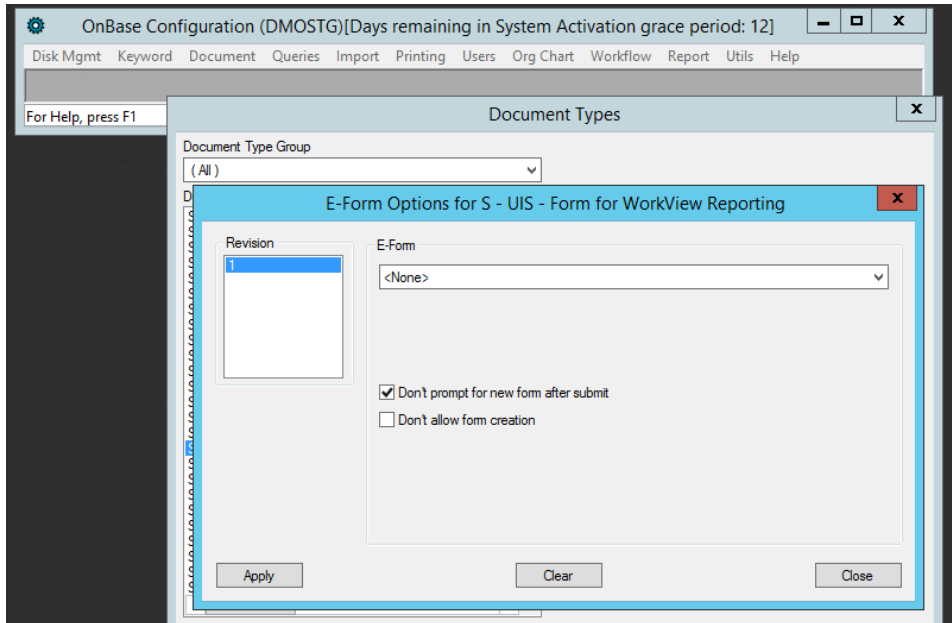 OnBase Configuration (DMOSTG)[Days remaining in System Activation grace period: 12]
Disk Mgmt Keyword Document Queries Import Printing Users Org Chart Workflow Report Utils Help
For Help, press F1
Document Types
Document Type Group
( All )
E-Form Options for S - UIS - Form for WorkView Reporting
Revision
1
E-Form
<None>
Don't prompt for new form after submit
Don't allow form creation
Apply
Clear
Close